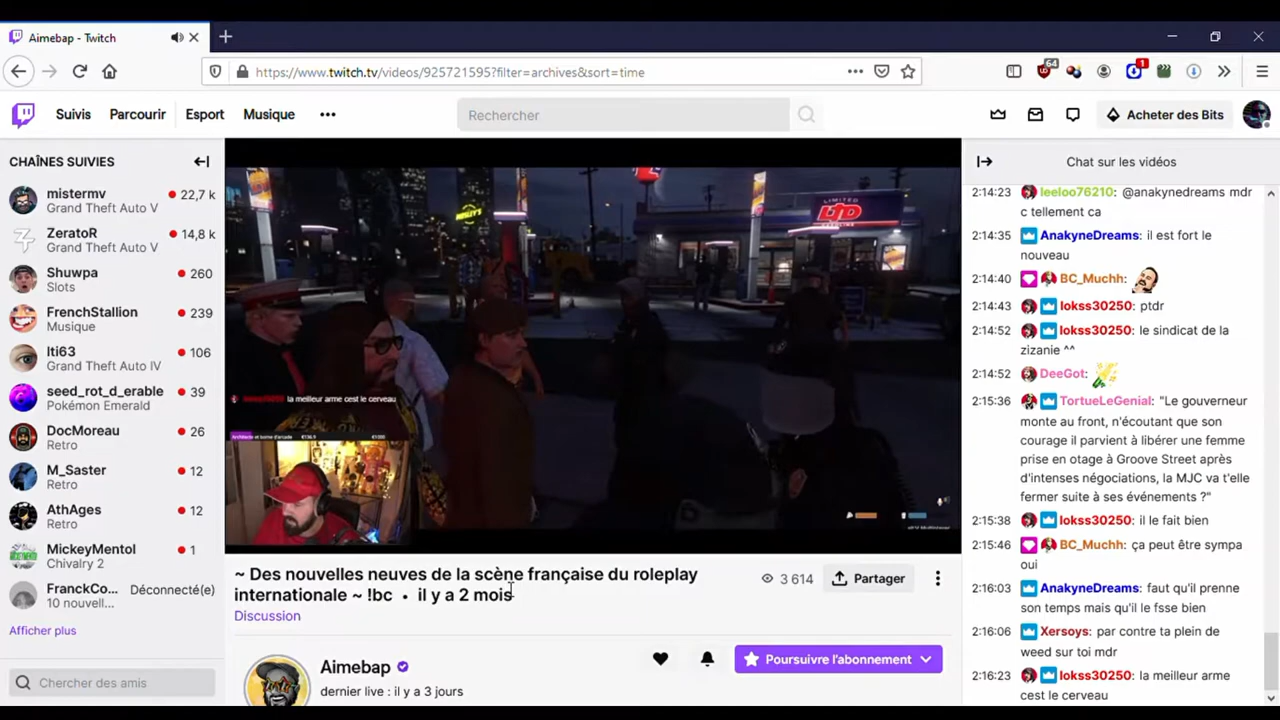 Aimebap - Twitch
https://www.twitch.tv/videos/925721595?filter=archives&sort=time
64
1
Suivis
Parcourir
Esport
Musique
Rechercher
Acheter des Bits
CHAÎNES SUIVIES
mistermv
22,7 k
Grand Theft Auto V
ZeratoR
14,8 k
Grand Theft Auto V
Shuwpa
260
Slots
FrenchStallion
239
Musique
Iti63
106
Grand Theft Auto IV
seed_rot_d_erable
39
Pokémon Emerald
DocMoreau
26
Retro
M_Saster
12
Retro
AthAges
12
Retro
MickeyMentol
1
Chivalry 2
FranckCo...
Déconnecté(e)
10 nouvell...
Afficher plus
Chercher des amis
LIMITED
LTD
GASOLINE
la meilleur arme cest le cerveau
~ Des nouvelles neuves de la scène française du roleplay
internationale ~ !bc • il y a 2 mois
Discussion
3 614
Partager
Aimebap
dernier live : il y a 3 jours
Poursuivre l'abonnement
Chat sur les vidéos
2:14:23 leeloo76210: @anakynedreams mdr
c tellement ca
2:14:35 AnakyneDreams: il est fort le
nouveau
2:14:40 BC_Muchh:
2:14:43 lokss30250: ptdr
2:14:52 lokss30250: le sindicat de la
zizanie ^^
2:14:52 DeeGot:
2:15:36 TortueLeGenial: "Le gouverneur
monte au front, n'écoutant que son
courage il parvient à libérer une femme
prise en otage à Groove Street après
d'intenses négociations, la MJC va t'elle
fermer suite à ses événements ?"
2:15:38 lokss30250: il le fait bien
2:15:46 BC_Muchh: ça peut être sympa
oui
2:16:03 AnakyneDreams: faut qu'il prenne
son temps mais qu'il le fsse bien
2:16:06 Xersoys: par contre ta plein de
weed sur toi mdr
2:16:23 lokss30250: la meilleur arme
cest le cerveau